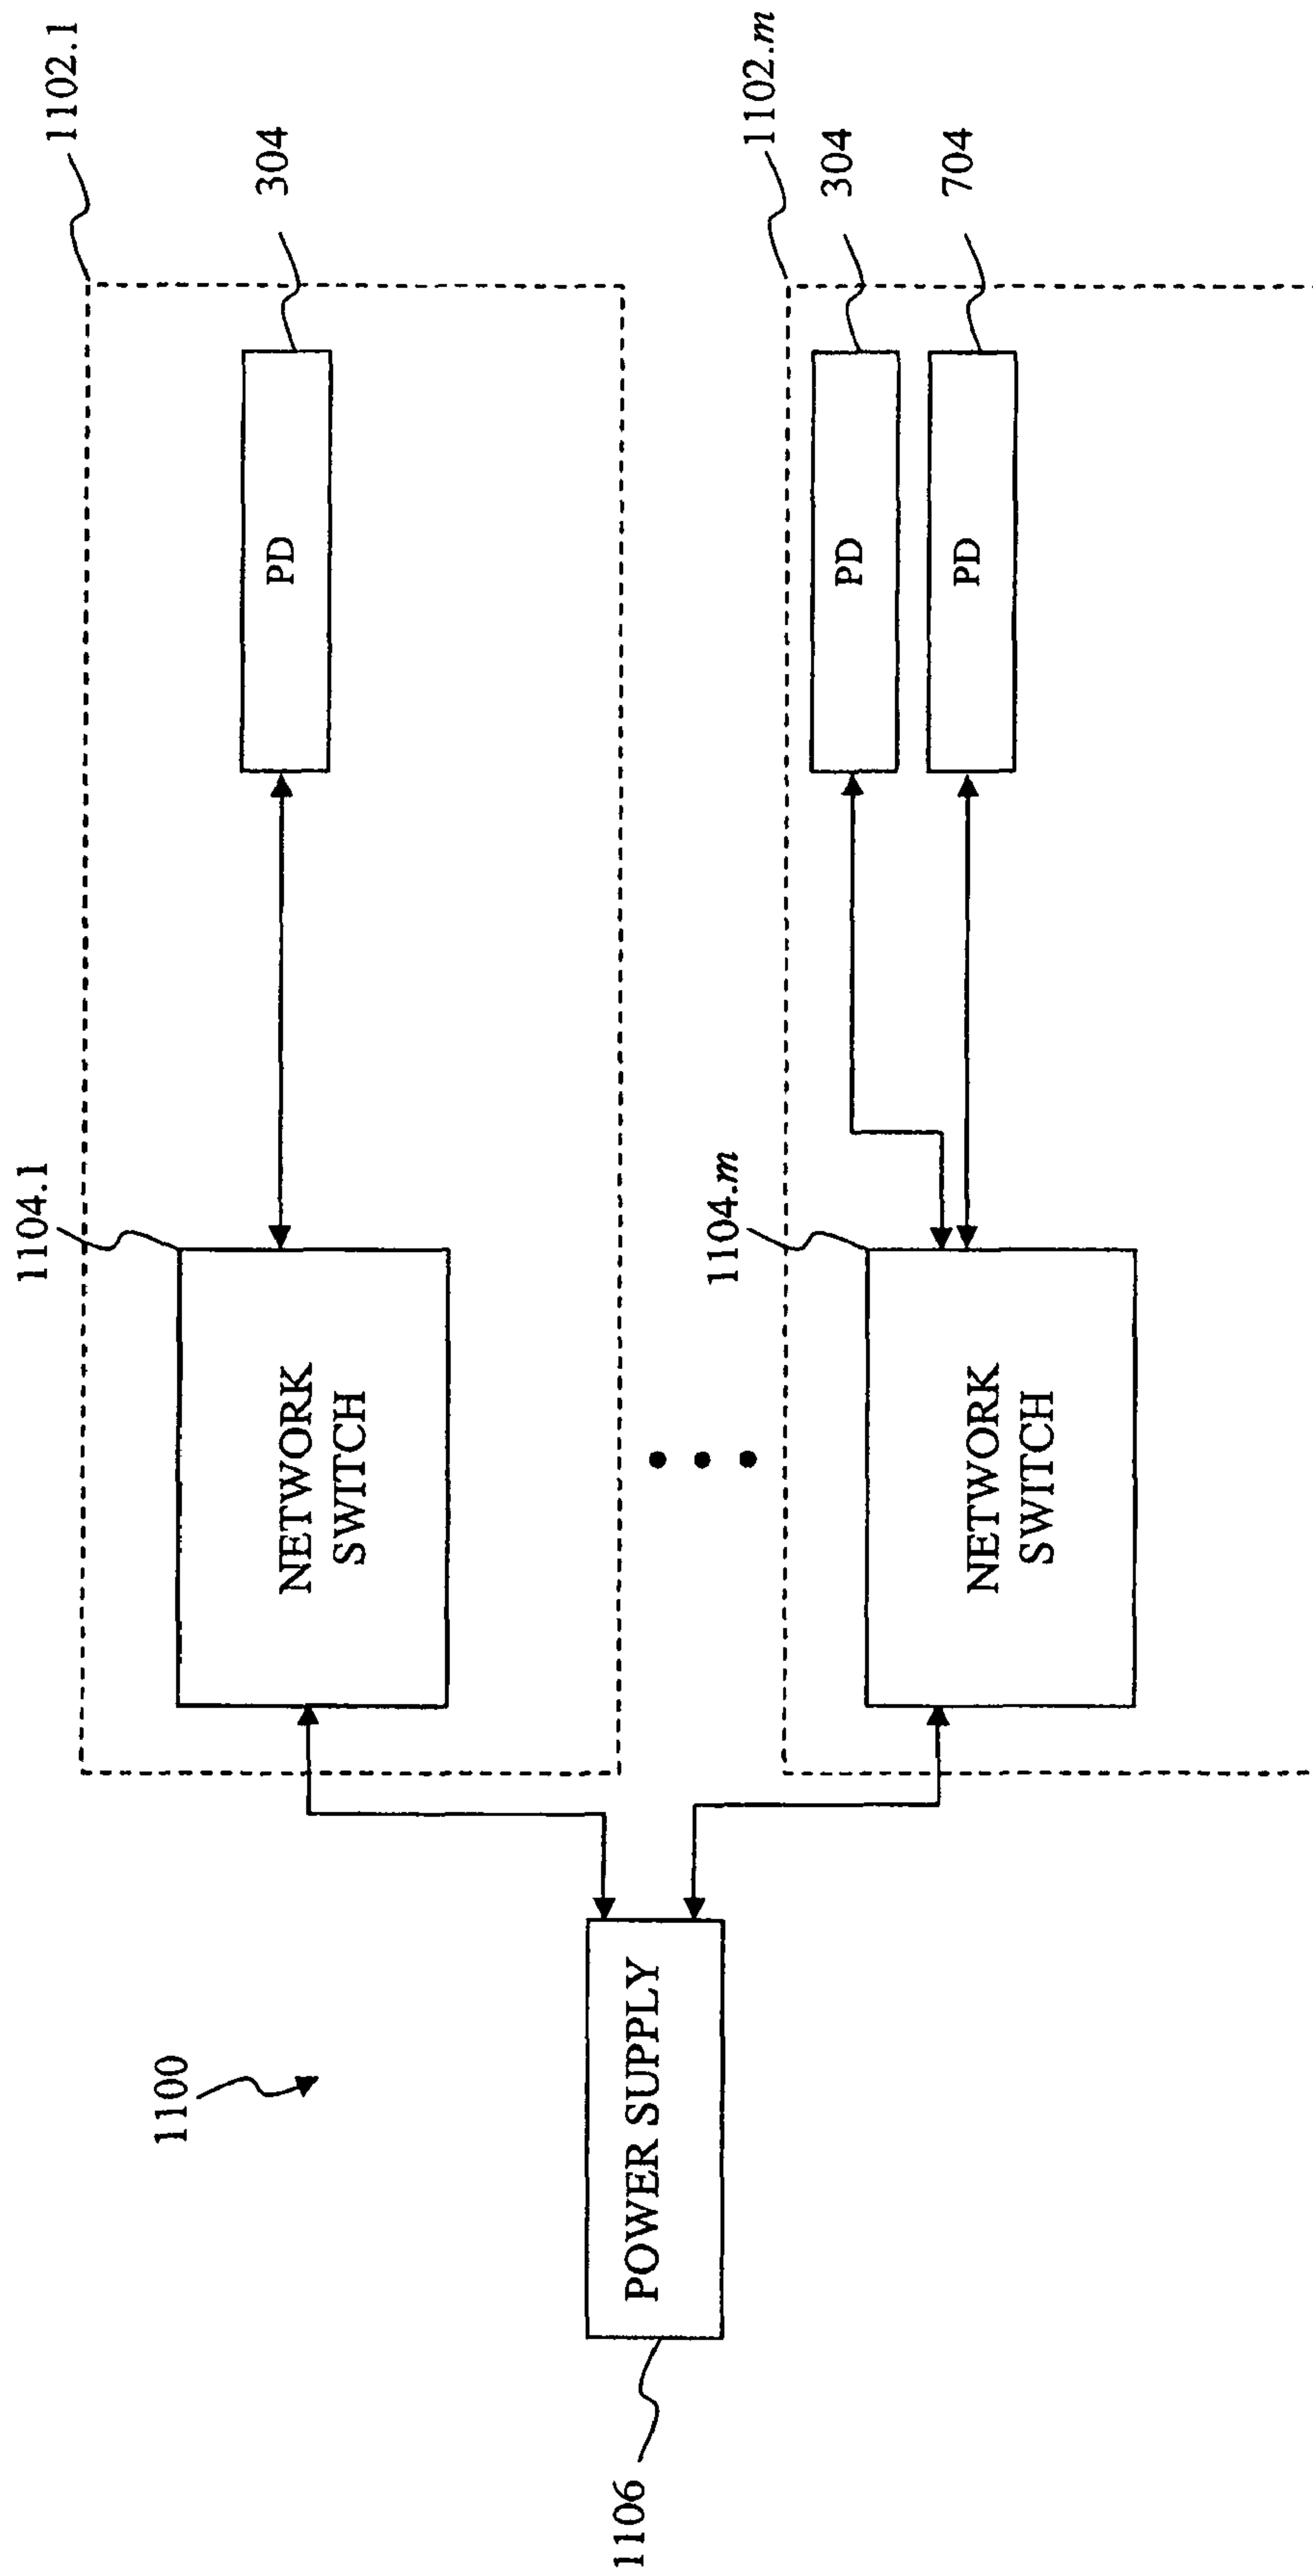 1102.1
304
1104.1
PD
NETWORK
SWITCH
1100
POWER SUPPLY
1106
1102.m
304
704
1104.m
PD
PD
NETWORK
SWITCH